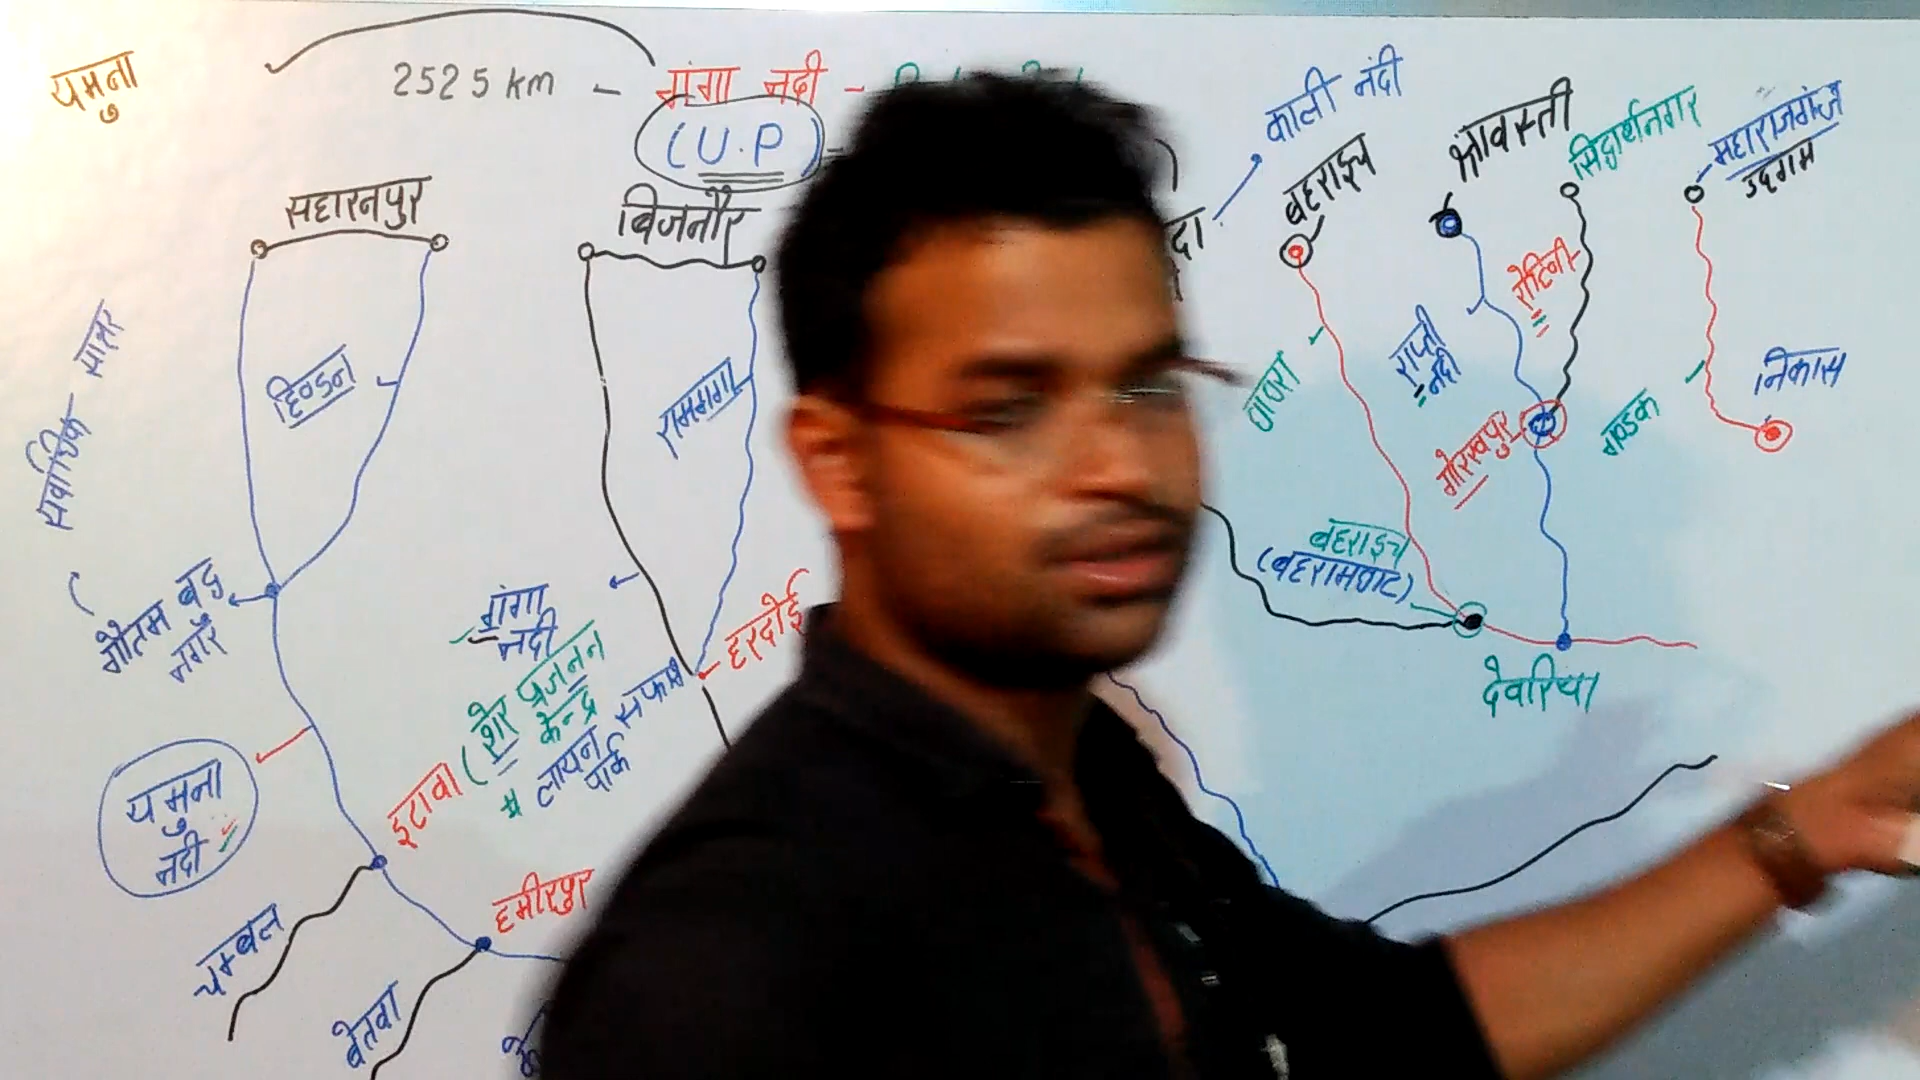 यमुना
2525 km - गंगा नदी -
(U.P) -
काली नदी
सहारनपुर
बिजनौर
बहराइच
श्रावस्ती
सिद्धार्थनगर
महाराजगंज
उद्गम
हिण्डन
रामगंगा
घाघरा
राप्ती
नदी
रोहिनी
गोरखपुर
गण्डक
निकास
सर्वाधिक
गौतम बुद्ध
नगर
गंगा
नदी
हरदोई
बहराइच
(बहरामघाट)
देवरिया
यमुना
नदी
इटावा (शेर प्रजनन
केन्द्र
लायन सफारी
पार्क
हमीरपुर
चम्बल
बेतवा